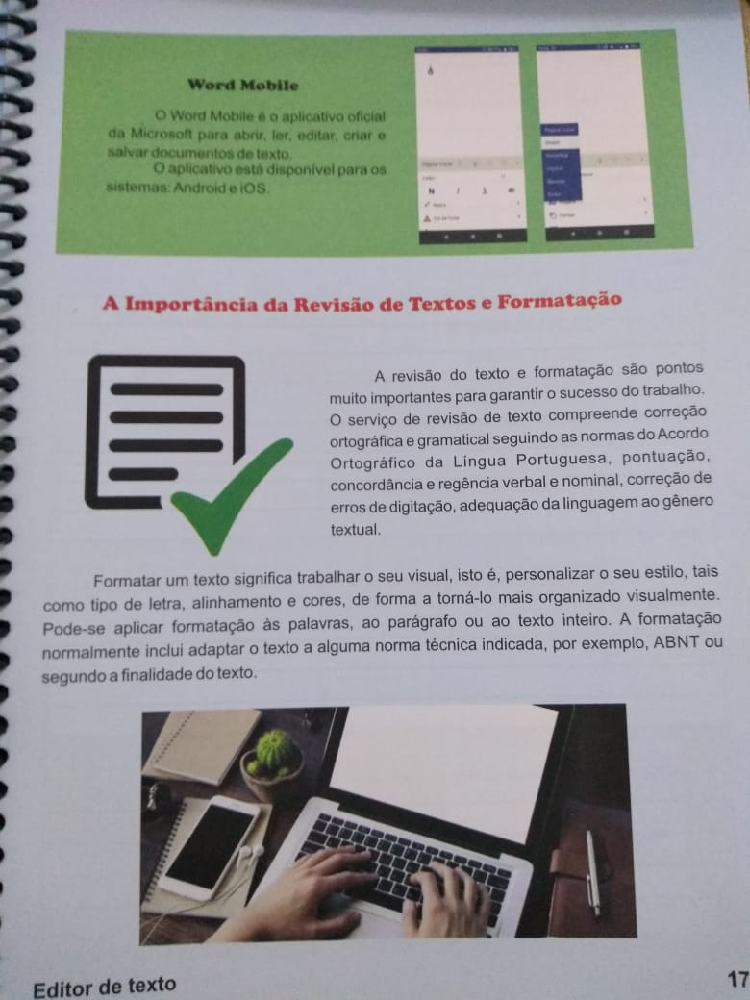 Word Mobile
O Word Mobile é o aplicativo oficial
da Microsoft para abrir, ler, editar, criar e
salvar documentos de texto.
O aplicativo está disponível para os
sistemas: Android e iOS.
A Importância da Revisão de Textos e Formatação
A revisão do texto e formatação são pontos
muito importantes para garantir o sucesso do trabalho.
O serviço de revisão de texto compreende correção
ortográfica e gramatical seguindo as normas do Acordo
Ortográfico da Língua Portuguesa, pontuação,
concordância e regência verbal e nominal, correção de
erros de digitação, adequação da linguagem ao gênero
textual.
Formatar um texto significa trabalhar o seu visual, isto é, personalizar o seu estilo, tais
como tipo de letra, alinhamento e cores, de forma a torná-lo mais organizado visualmente.
Pode-se aplicar formatação às palavras, ao parágrafo ou ao texto inteiro. A formatação
normalmente inclui adaptar o texto a alguma norma técnica indicada, por exemplo, ABNT ou
segundo a finalidade do texto.
Editor de texto
17